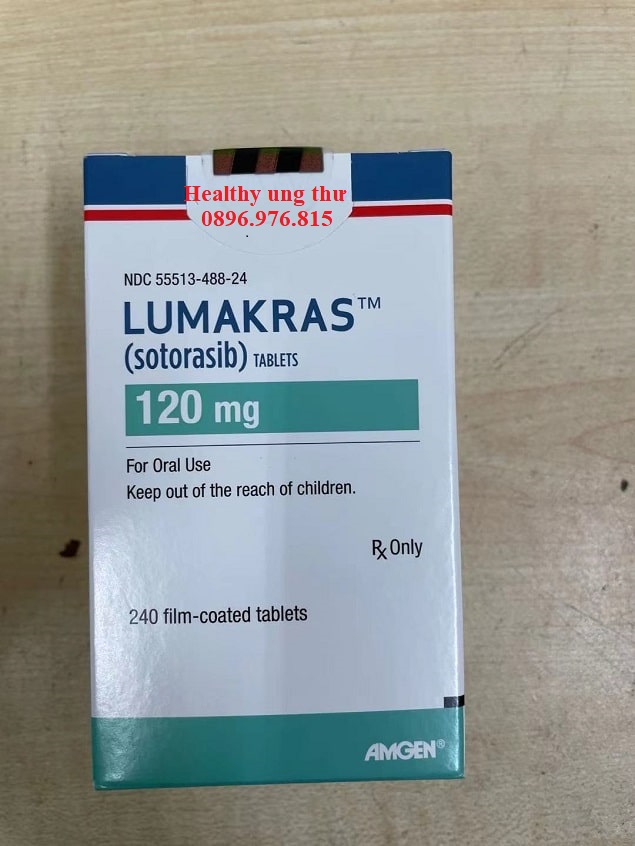 Healthy ung thư
0896.976.815
NDC 55513-488-24
LUMAKRAS™
(sotorasib) TABLETS
120 mg
For Oral Use
Keep out of the reach of children.
Rx Only
240 film-coated tablets
AMGEN®